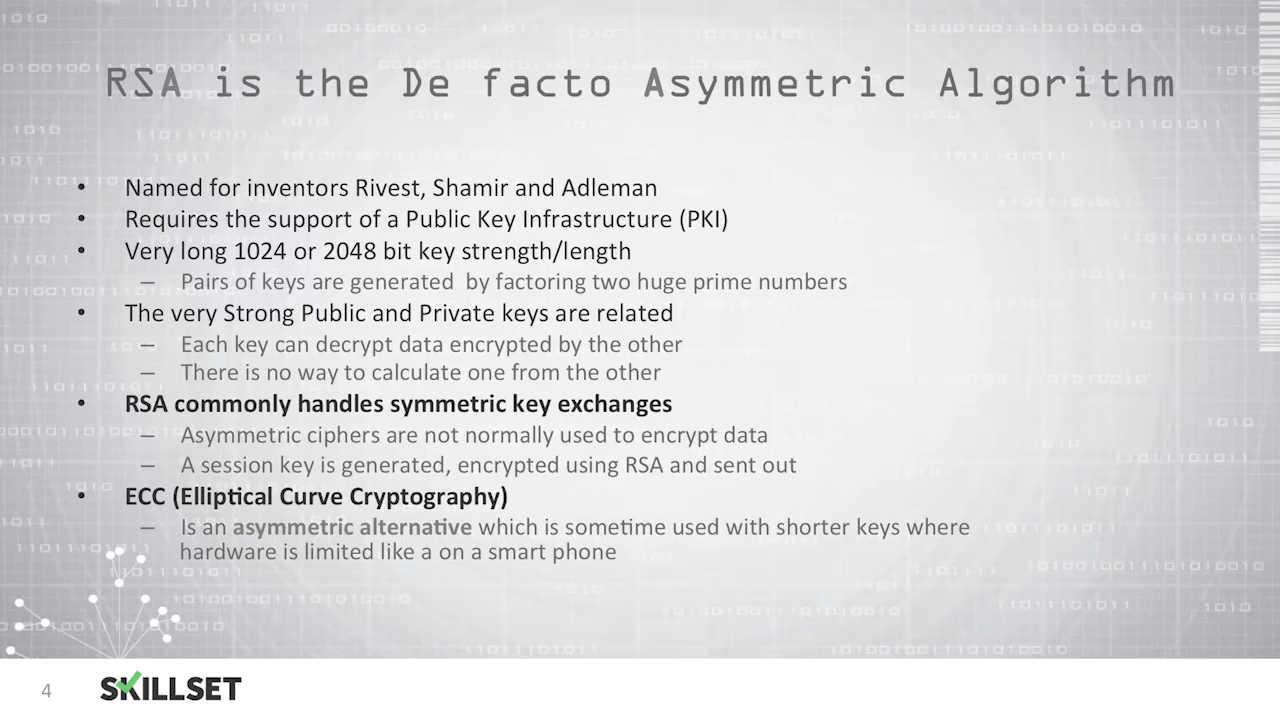 RSA is the De facto Asymmetric Algorithm
• Named for inventors Rivest, Shamir and Adleman
• Requires the support of a Public Key Infrastructure (PKI)
• Very long 1024 or 2048 bit key strength/length
– Pairs of keys are generated by factoring two huge prime numbers
• The very Strong Public and Private keys are related
– Each key can decrypt data encrypted by the other
– There is no way to calculate one from the other
• RSA commonly handles symmetric key exchanges
– Asymmetric ciphers are not normally used to encrypt data
– A session key is generated, encrypted using RSA and sent out
• ECC (Elliptical Curve Cryptography)
– Is an asymmetric alternative which is sometime used with shorter keys where
hardware is limited like a on a smart phone
4
SKILLSET